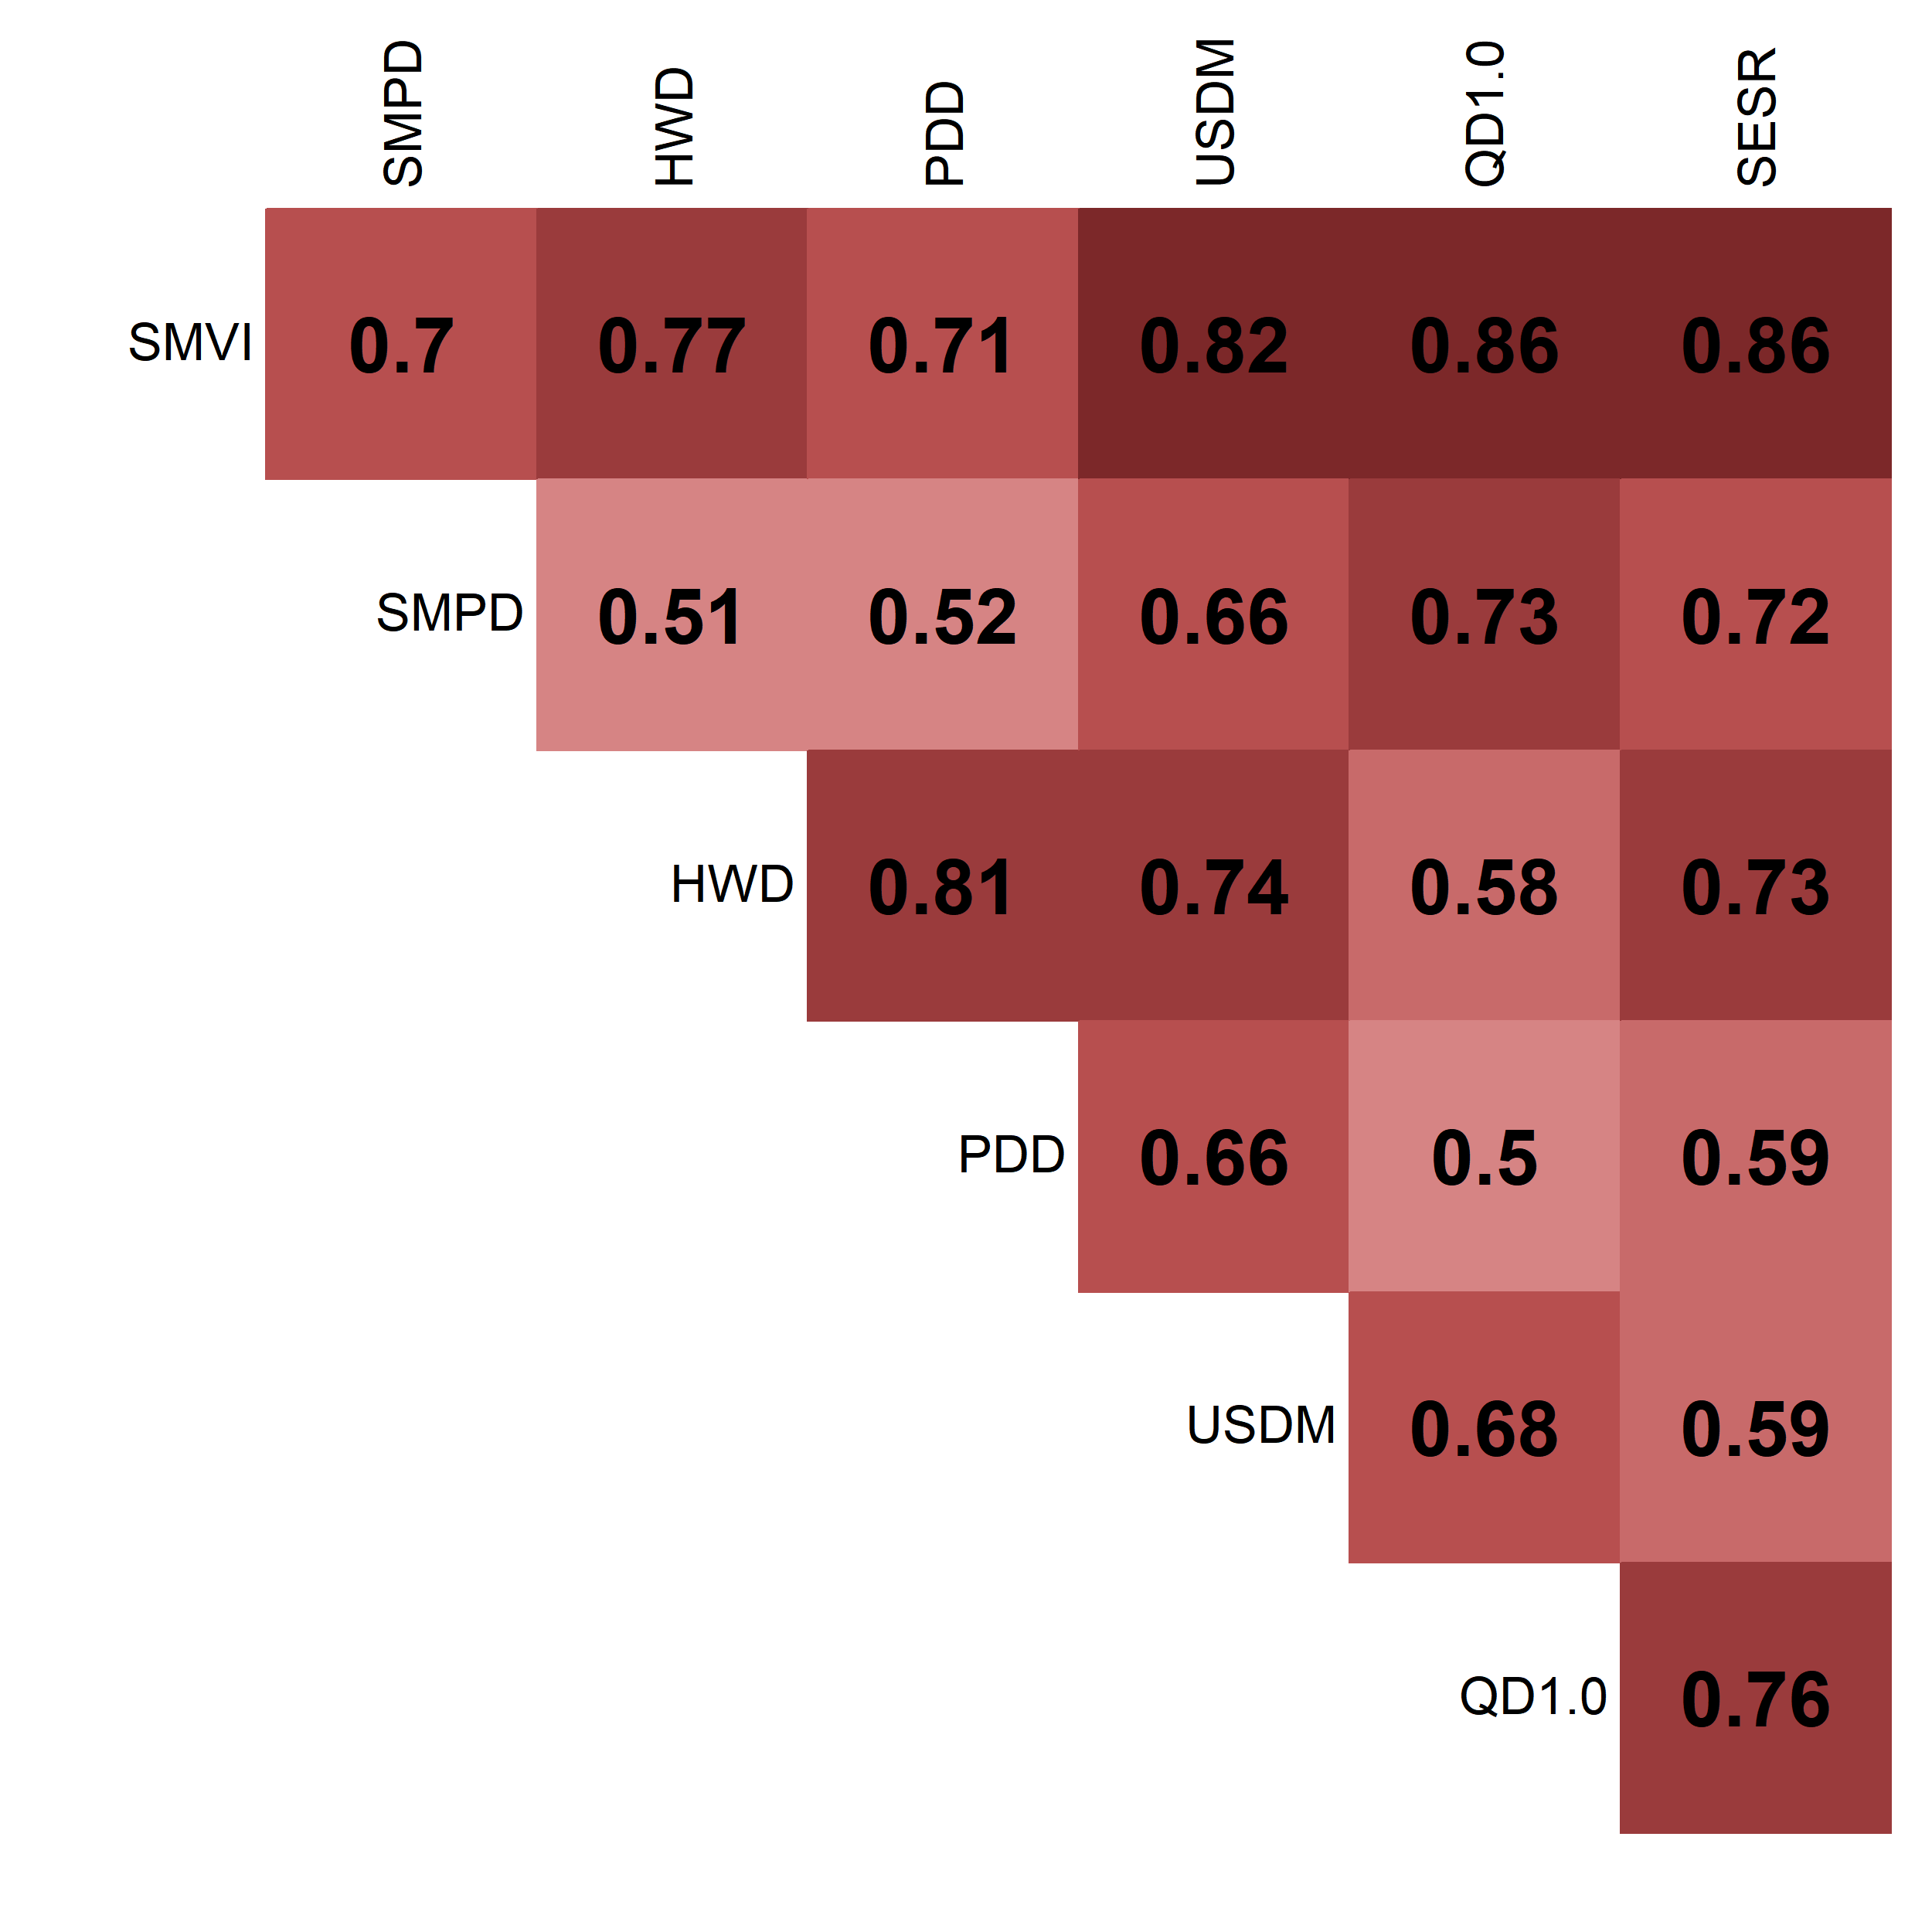 SMPD HWD PDD USDM QD1.0 SESR
SMVI 0.7 0.77 0.71 0.82 0.86 0.86
SMPD 0.51 0.52 0.66 0.73 0.72
HWD 0.81 0.74 0.58 0.73
PDD 0.66 0.5 0.59
USDM 0.68 0.59
QD1.0 0.76